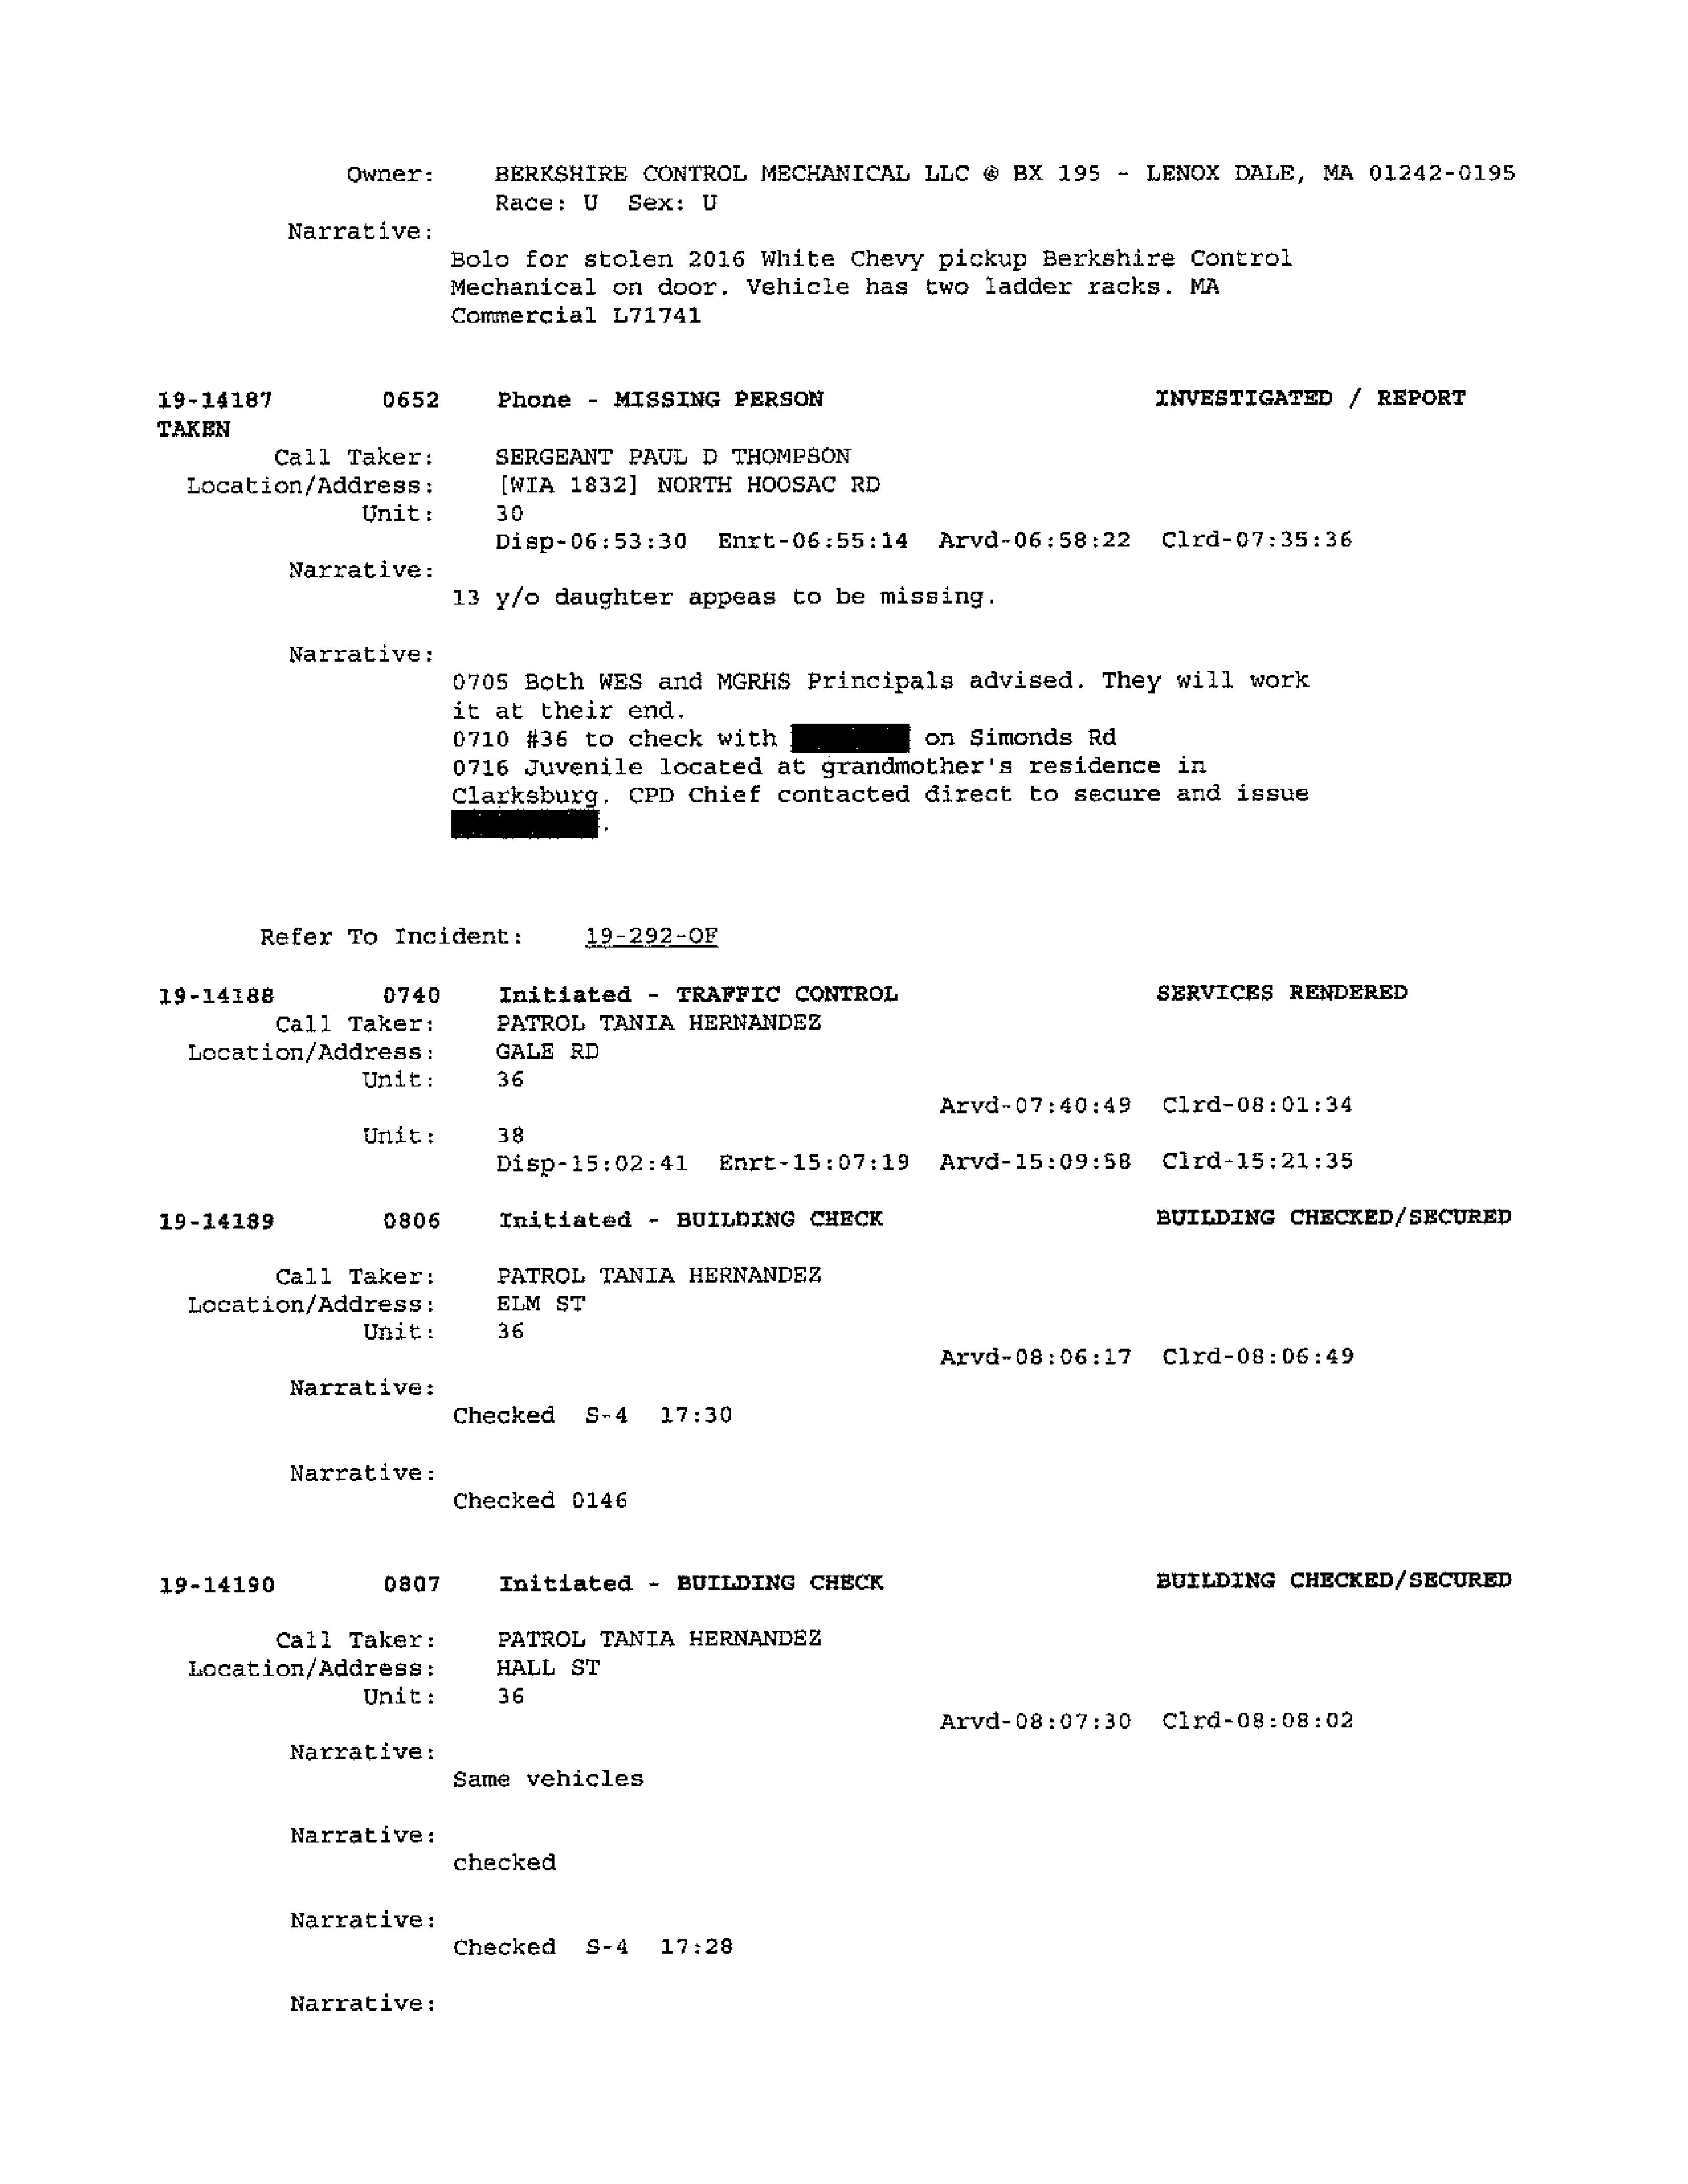 Owner: BERKSHIRE CONTROL MECHANICAL LLC @ BX 195 - LENOX DALE, MA 01242-0195
Race: U Sex: U
Narrative:
Bolo for stolen 2016 White Chevy pickup Berkshire Control
Mechanical on door. Vehicle has two ladder racks. MA
Commercial L71741
19-14187 0652 Phone - MISSING PERSON INVESTIGATED / REPORT
TAKEN
Call Taker: SERGEANT PAUL D THOMPSON
Location/Address: [WIA 1832] NORTH HOOSAC RD
Unit: 30
Disp-06:53:30 Enrt-06:55:14 Arvd-06:58:22 Clrd-07:35:36
Narrative:
13 y/o daughter appeas to be missing.
Narrative:
0705 Both WES and MGRHS Principals advised. They will work
it at their end.
0710 #36 to check with on Simonds Rd
0716 Juvenile located at grandmother's residence in
Clarksburg. CPD Chief contacted direct to secure and issue
.
Refer To Incident: 19-292-OF
19-14188 0740 Initiated - TRAFFIC CONTROL SERVICES RENDERED
Call Taker: PATROL TANIA HERNANDEZ
Location/Address: GALE RD
Unit: 36
Arvd-07:40:49 Clrd-08:01:34
Unit: 38
Disp-15:02:41 Enrt-15:07:19 Arvd-15:09:58 Clrd-15:21:35
19-14189 0806 Initiated - BUILDING CHECK BUILDING CHECKED/SECURED
Call Taker: PATROL TANIA HERNANDEZ
Location/Address: ELM ST
Unit: 36
Arvd-08:06:17 Clrd-08:06:49
Narrative:
Checked S-4 17:30
Narrative:
Checked 0146
19-14190 0807 Initiated - BUILDING CHECK BUILDING CHECKED/SECURED
Call Taker: PATROL TANIA HERNANDEZ
Location/Address: HALL ST
Unit: 36
Arvd-08:07:30 Clrd-08:08:02
Narrative:
Same vehicles
Narrative:
checked
Narrative:
Checked S-4 17:28
Narrative: